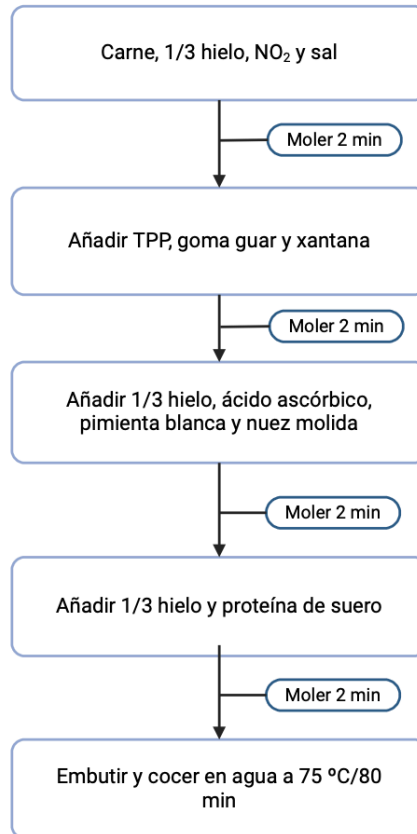 Carne, 1/3 hielo, NO₂ y sal
Moler 2 min
Añadir TPP, goma guar y xantana
Moler 2 min
Añadir 1/3 hielo, ácido ascórbico,
pimienta blanca y nuez molida
Moler 2 min
Añadir 1/3 hielo y proteína de suero
Moler 2 min
Embutir y cocer en agua a 75 ºC/80
min